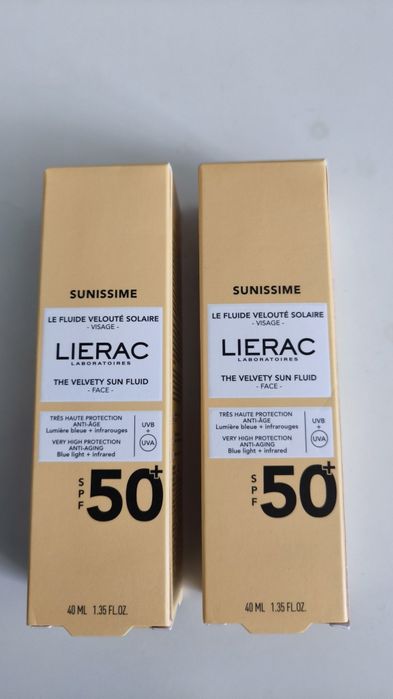 SUNISSIME
LE FLUIDE VELOUTÉ SOLAIRE
- VISAGE -
LIERAC
LABORATOIRES
THE VELVETY SUN FLUID
- FACE -
TRÈS HAUTE PROTECTION
ANTI-ÂGE
Lumière bleue + infrarouges
VERY HIGH PROTECTION
ANTI-AGING
Blue light + infrared
UVB
+
UVA
SPF 50+
40 ML 1.35 FL.OZ.
SUNISSIME
LE FLUIDE VELOUTÉ SOLAIRE
- VISAGE -
LIERAC
LABORATOIRES
THE VELVETY SUN FLUID
- FACE -
TRÈS HAUTE PROTECTION
ANTI-ÂGE
Lumière bleue + infrarouges
VERY HIGH PROTECTION
ANTI-AGING
Blue light + infrared
UVB
+
UVA
SPF 50+
40 ML 1.35 FL.OZ.